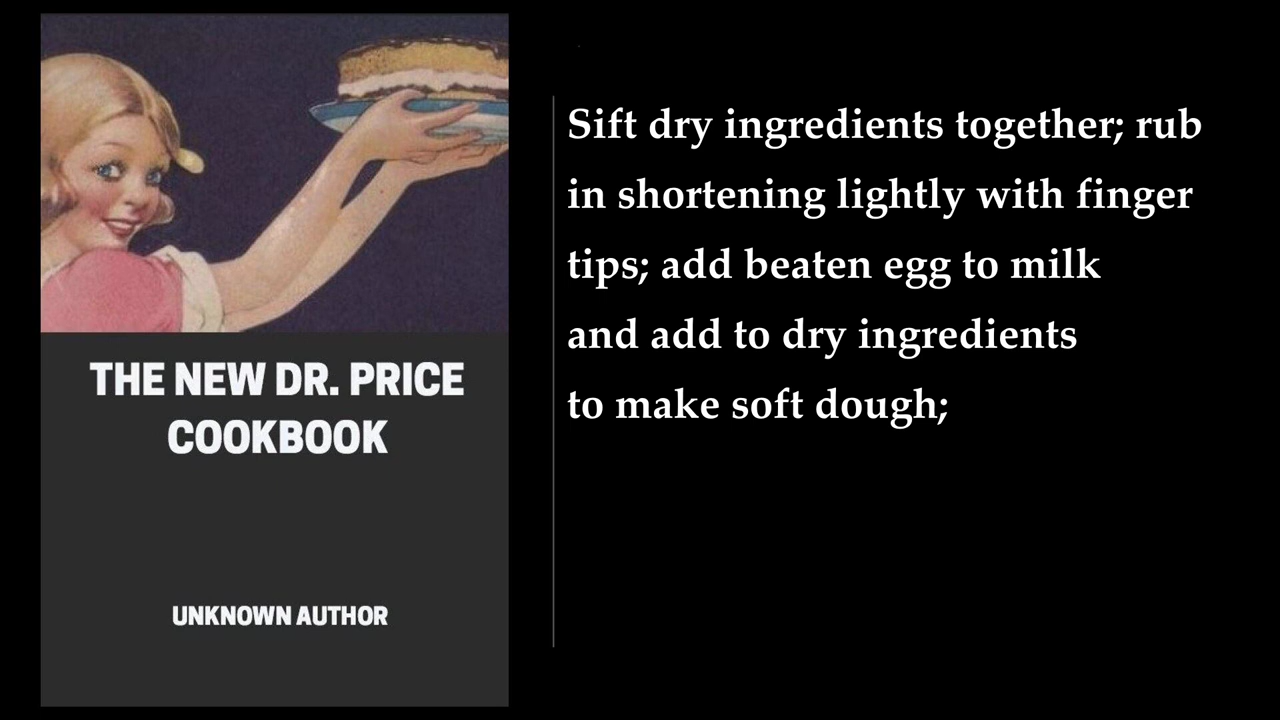 THE NEW DR. PRICE
COOKBOOK
UNKNOWN AUTHOR
Sift dry ingredients together; rub
in shortening lightly with finger
tips; add beaten egg to milk
and add to dry ingredients
to make soft dough;